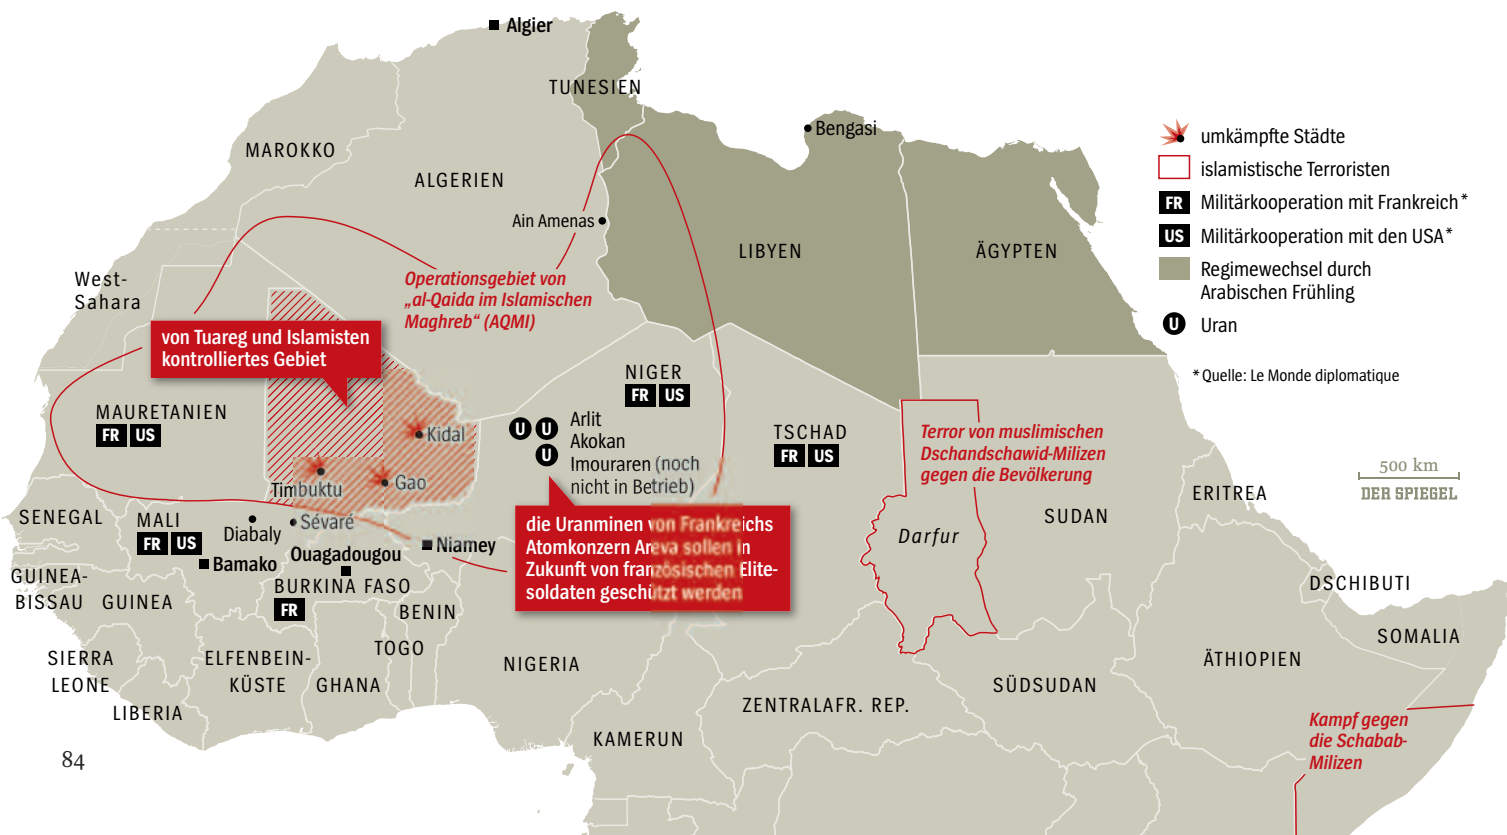 Algier
TUNESIEN
Bengasi
MAROKKO
ALGERIEN
Ain Amenas
LIBYEN
ÄGYPTEN
West-
Sahara
Operationsgebiet von
„al-Qaida im Islamischen
Maghreb“ (AQMI)
von Tuareg und Islamisten
kontrolliertes Gebiet
umkämpfte Städte
islamistische Terroristen
FR Militärkooperation mit Frankreich*
US Militärkooperation mit den USA*
Regimewechsel durch
Arabischen Frühling
U Uran
* Quelle: Le Monde diplomatique
MAURETANIEN
FR US
NIGER
FR US
Kidal
Timbuktu
Gao
U U
U
Arlit
Akokan
Imouraren (noch
nicht in Betrieb)
TSCHAD
FR US
Terror von muslimischen
Dschandschawid-Milizen
gegen die Bevölkerung
500 km
DER SPIEGEL
ERITREA
SUDAN
Darfur
SENEGAL
MALI
FR US
Diabaly
Sévaré
Bamako
Ouagadougou
Niamey
die Uranminen von Frankreichs
Atomkonzern Areva sollen in
Zukunft von französischen Elite-
soldaten geschützt werden
GUINEA-
BISSAU
GUINEA
BURKINA FASO
FR
BENIN
TOGO
DSCHIBUTI
SOMALIA
SIERRA
LEONE
ELFENBEIN-
KÜSTE
GHANA
NIGERIA
ÄTHIOPIEN
SÜDSUDAN
ZENTRALAFR. REP.
LIBERIA
KAMERUN
Kampf gegen
die Schabab-
Milizen
84